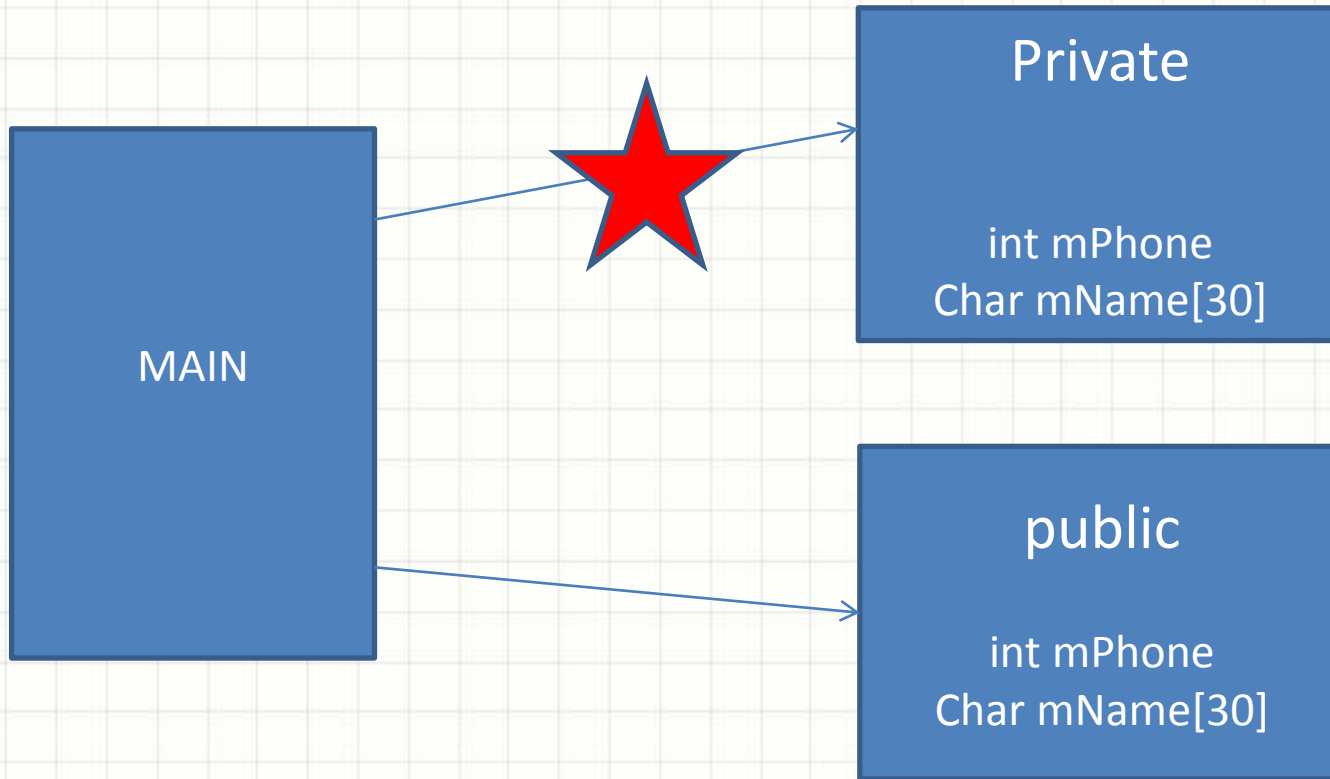 MAIN
Private
int mPhone
Char mName[30]
public
int mPhone
Char mName[30]